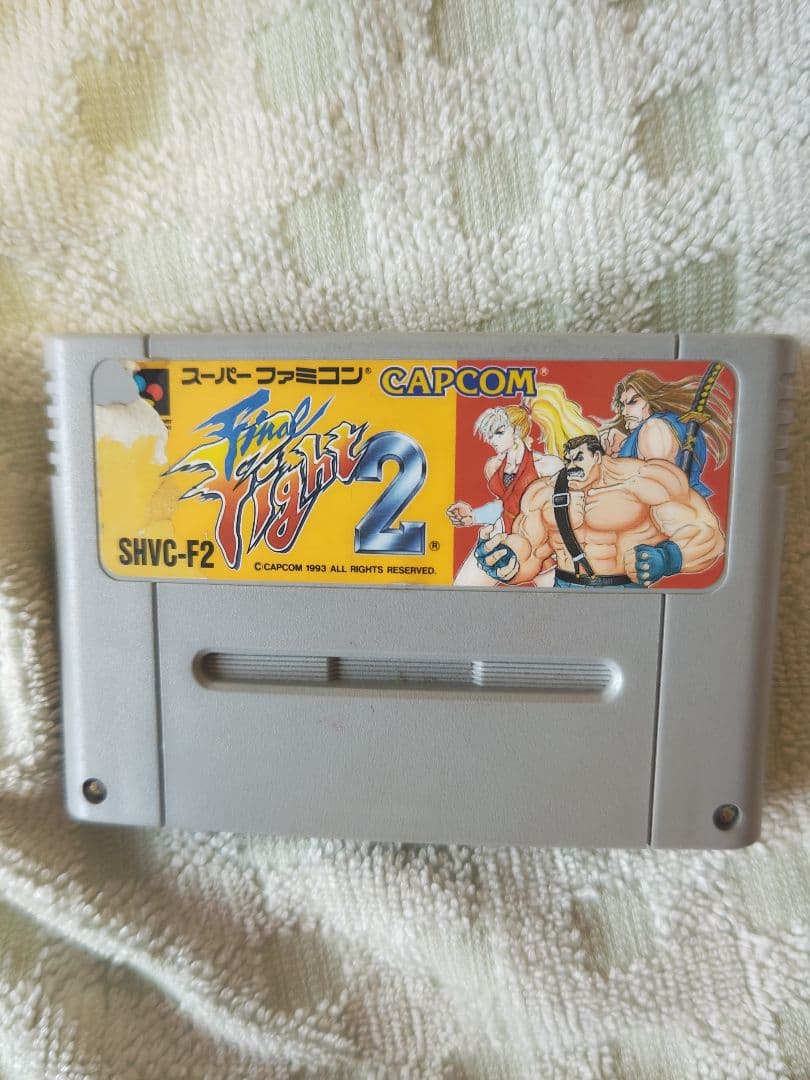 スーパーファミコン® CAPCOM®
Final
Fight 2®
SHVC-F2
©CAPCOM 1993 ALL RIGHTS RESERVED.